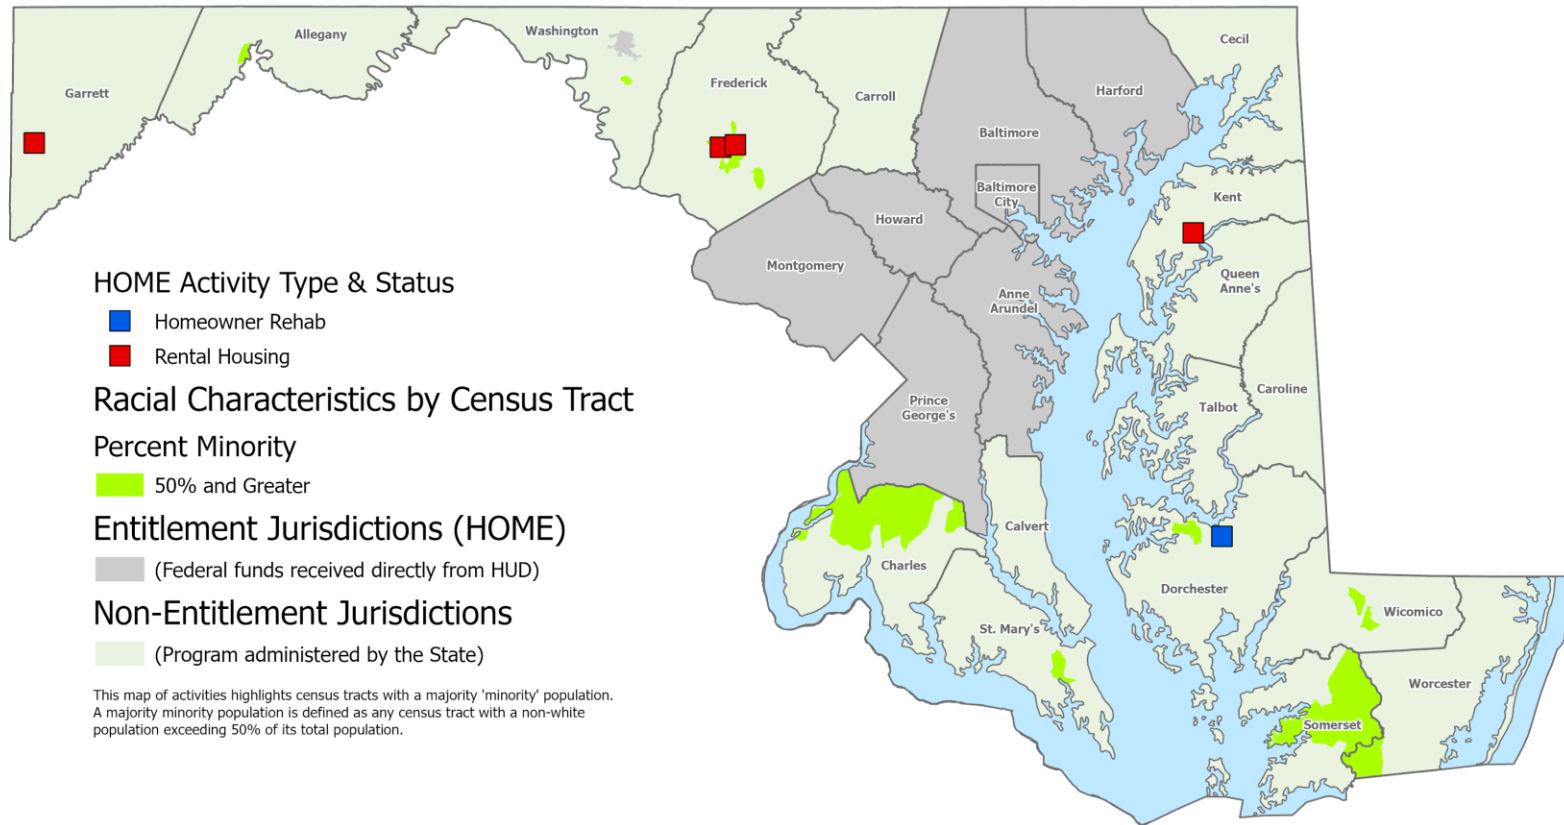 Allegany
Washington
Garrett
Frederick
Carroll
Cecil
Harford
Baltimore
Baltimore
City
Kent
Howard
Montgomery
Queen
Anne's
Anne
Arundel
Caroline
Talbot
Prince
George's
Calvert
Charles
Dorchester
St. Mary's
Wicomico
Worcester
Somerset
HOME Activity Type & Status
Homeowner Rehab
Rental Housing
Racial Characteristics by Census Tract
Percent Minority
50% and Greater
Entitlement Jurisdictions (HOME)
(Federal funds received directly from HUD)
Non-Entitlement Jurisdictions
(Program administered by the State)
This map of activities highlights census tracts with a majority 'minority' population.
A majority minority population is defined as any census tract with a non-white
population exceeding 50% of its total population.